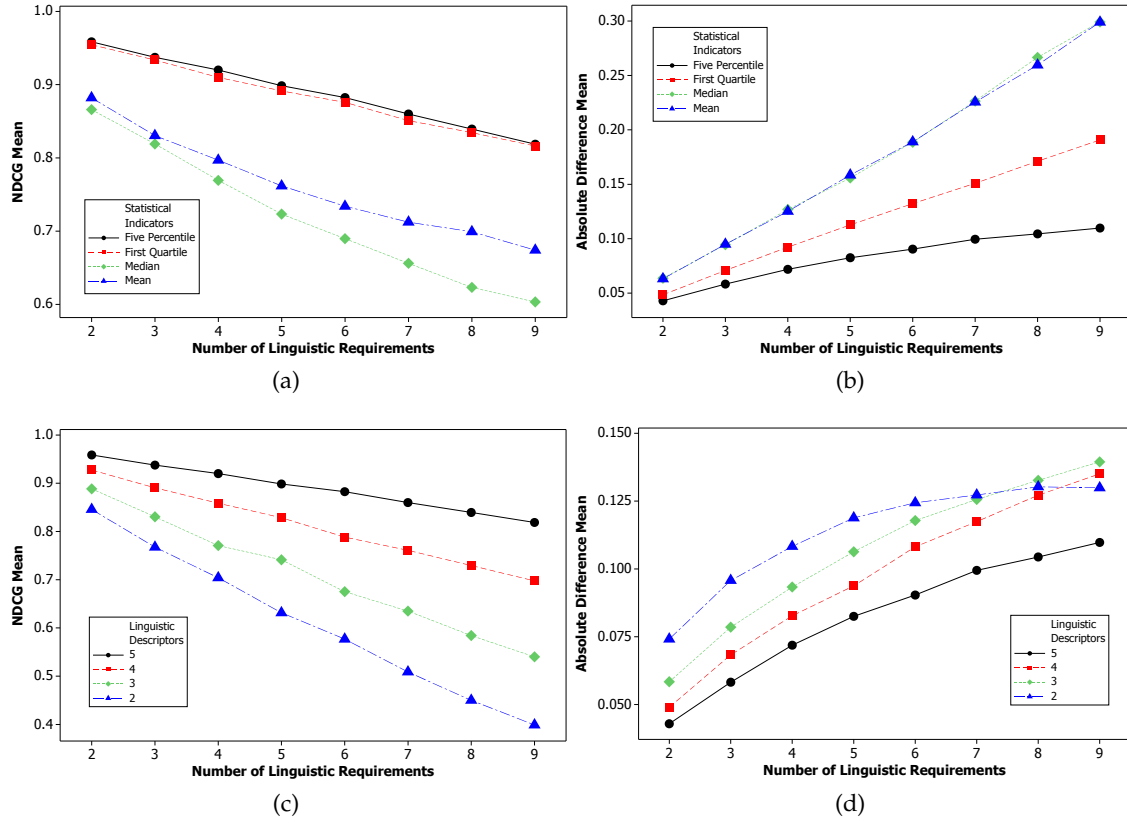 1.0
0.9
0.8
0.7
0.6
NDCG Mean
Statistical
Indicators
Five Percentile
First Quartile
Median
Mean
2 3 4 5 6 7 8 9
Number of Linguistic Requirements
(a)
0.30
0.25
0.20
0.15
0.10
0.05
Absolute Difference Mean
Statistical
Indicators
Five Percentile
First Quartile
Median
Mean
2 3 4 5 6 7 8 9
Number of Linguistic Requirements
(b)
1.0
0.9
0.8
0.7
0.6
0.5
0.4
NDCG Mean
Linguistic
Descriptors
5
4
3
2
2 3 4 5 6 7 8 9
Number of Linguistic Requirements
(c)
0.150
0.125
0.100
0.075
0.050
Absolute Difference Mean
Linguistic
Descriptors
5
4
3
2
2 3 4 5 6 7 8 9
Number of Linguistic Requirements
(d)